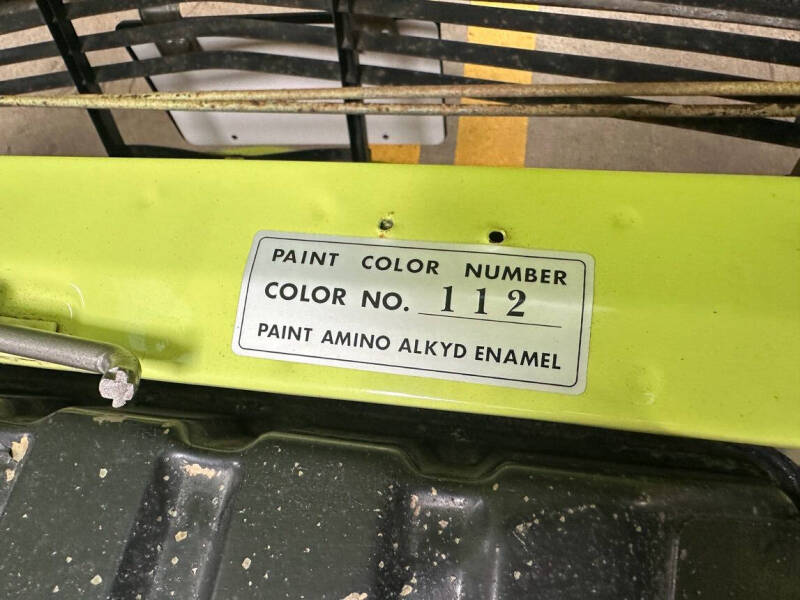 PAINT COLOR NUMBER
COLOR NO. 112
PAINT AMINO ALKYD ENAMEL